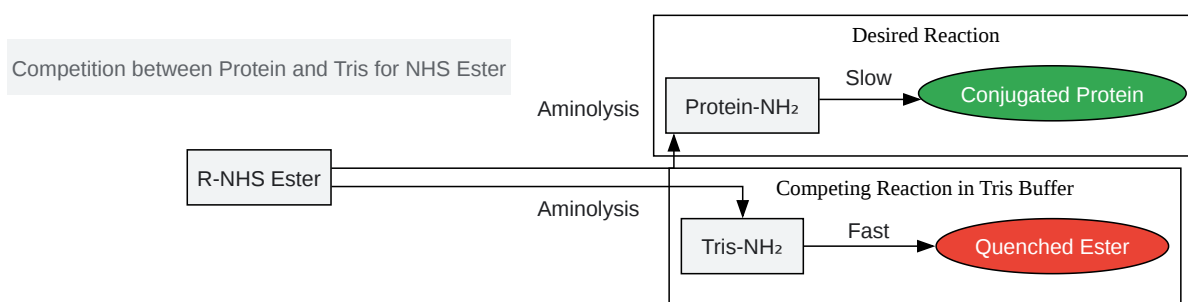 Desired Reaction
Competition between Protein and Tris for NHS Ester
Slow
Conjugated Protein
Aminolysis
Protein-NH₂
R-NHS Ester
Competing Reaction in Tris Buffer
Aminolysis
Fast
Tris-NH₂
Quenched Ester